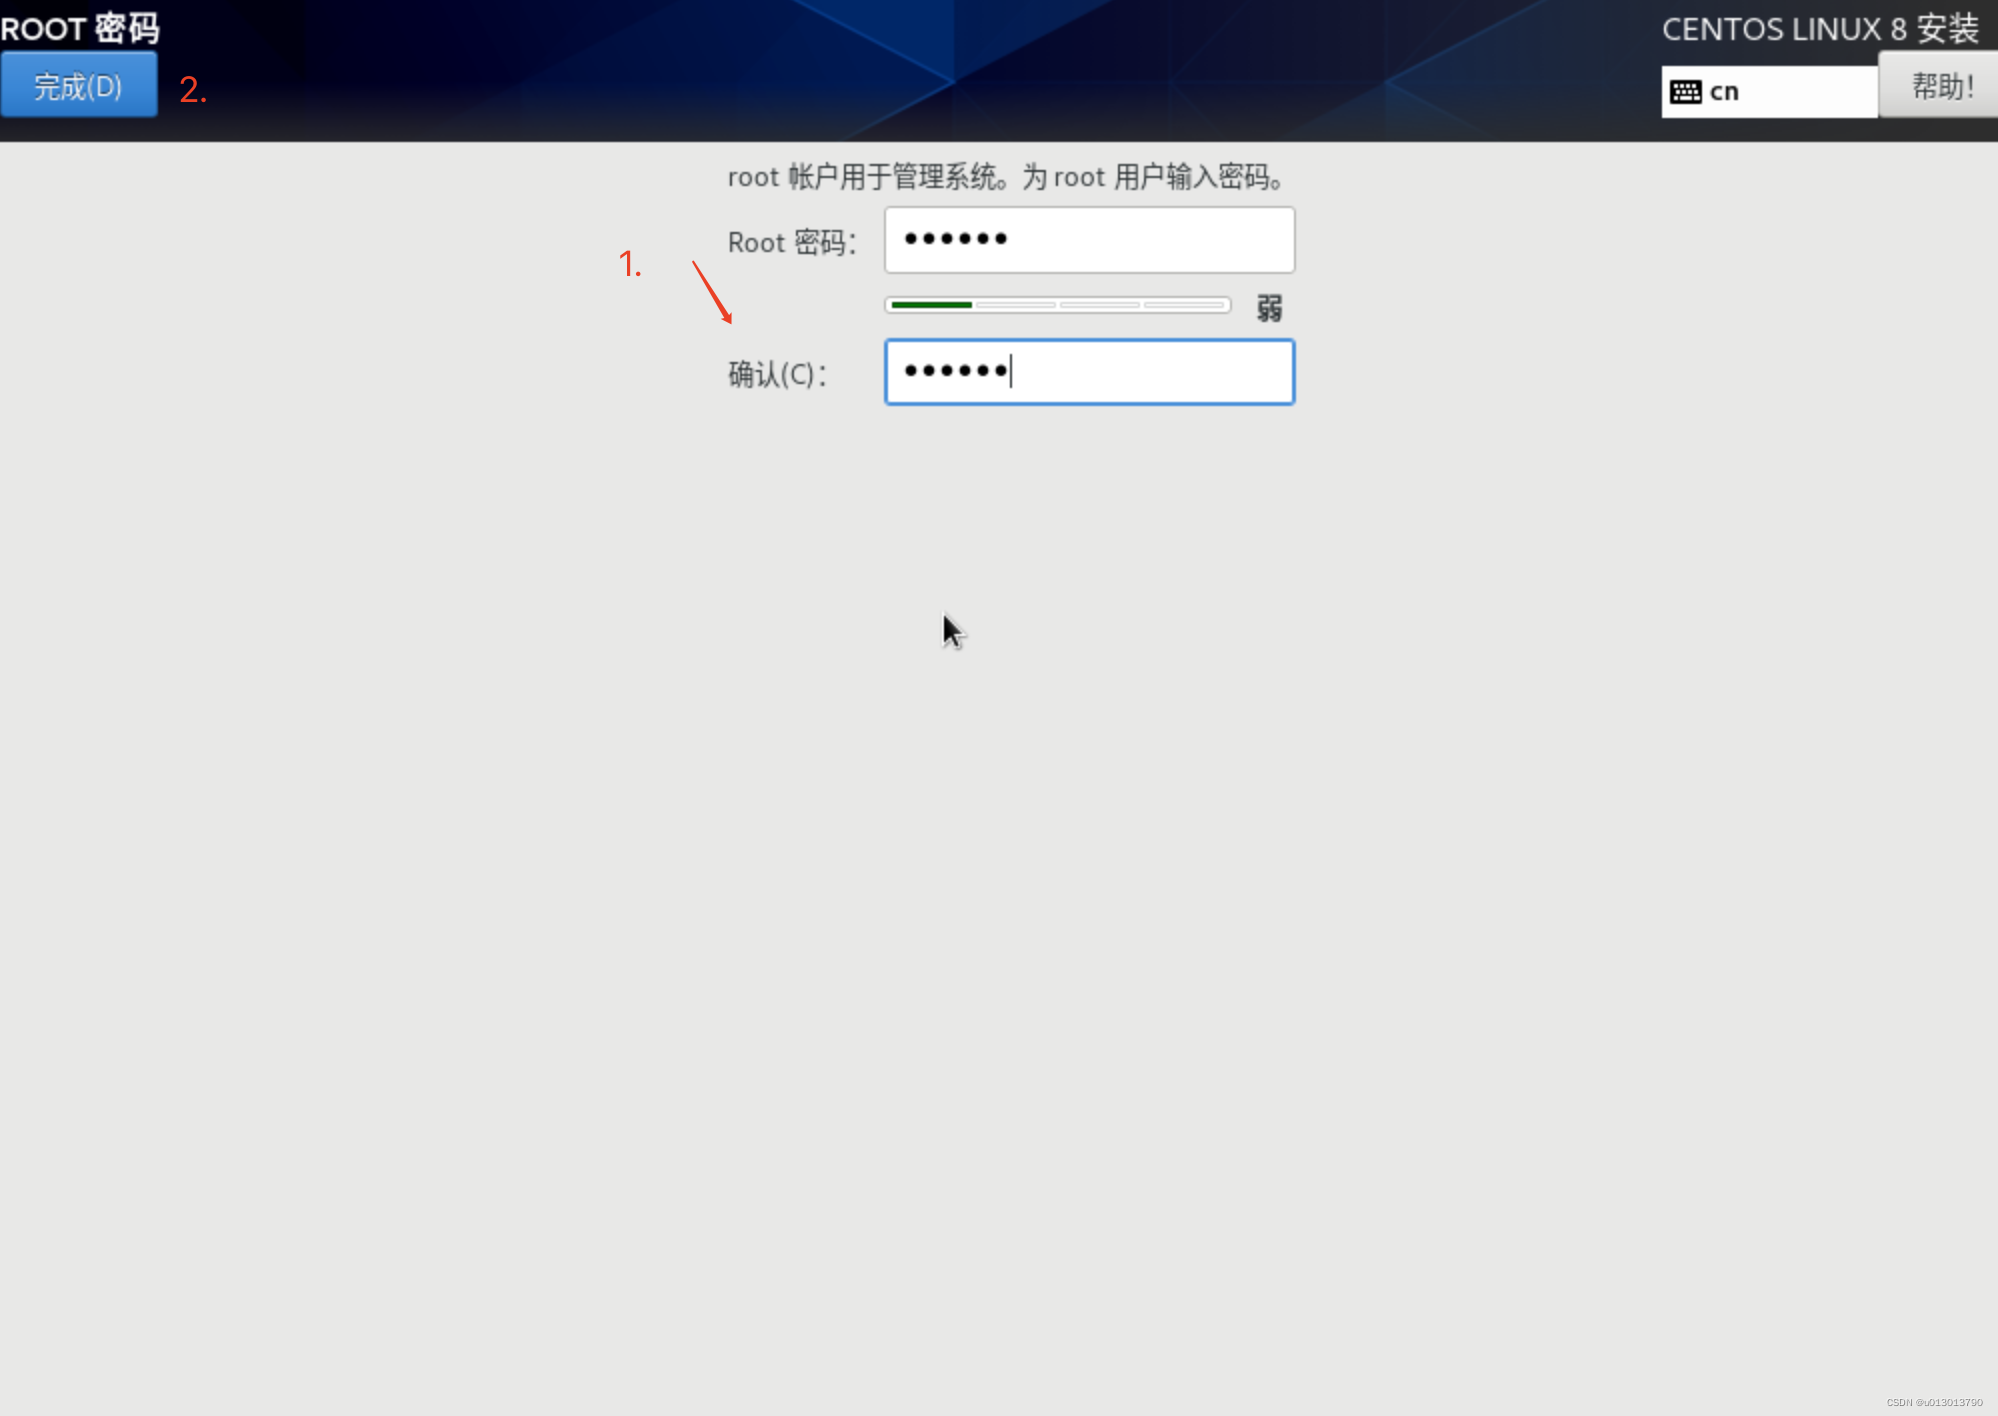 ROOT 密码
CENTOS LINUX 8 安装
完成(D)
2.
cn
帮助！
root 帐户用于管理系统。为 root 用户输入密码。
Root 密码：
••••••
1.
弱
确认(C)：
••••••
CSDN @u013013790